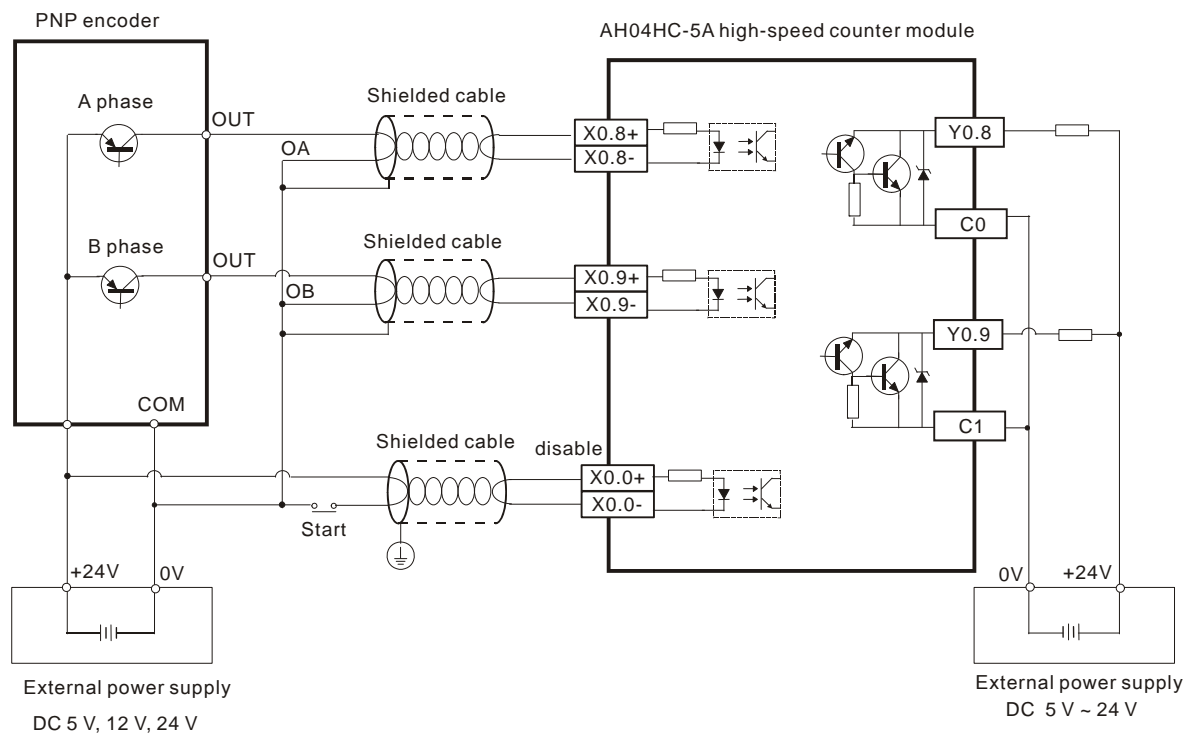 PNP encoder
AH04HC-5A high-speed counter module
A phase
OUT
Shielded cable
OA
X0.8+
X0.8-
Y0.8
C0
B phase
OUT
Shielded cable
OB
X0.9+
X0.9-
Y0.9
C1
COM
Shielded cable
disable
X0.0+
X0.0-
Start
+24V
0V
0V
+24V
External power supply
DC 5 V, 12 V, 24 V
External power supply
DC 5 V ~ 24 V